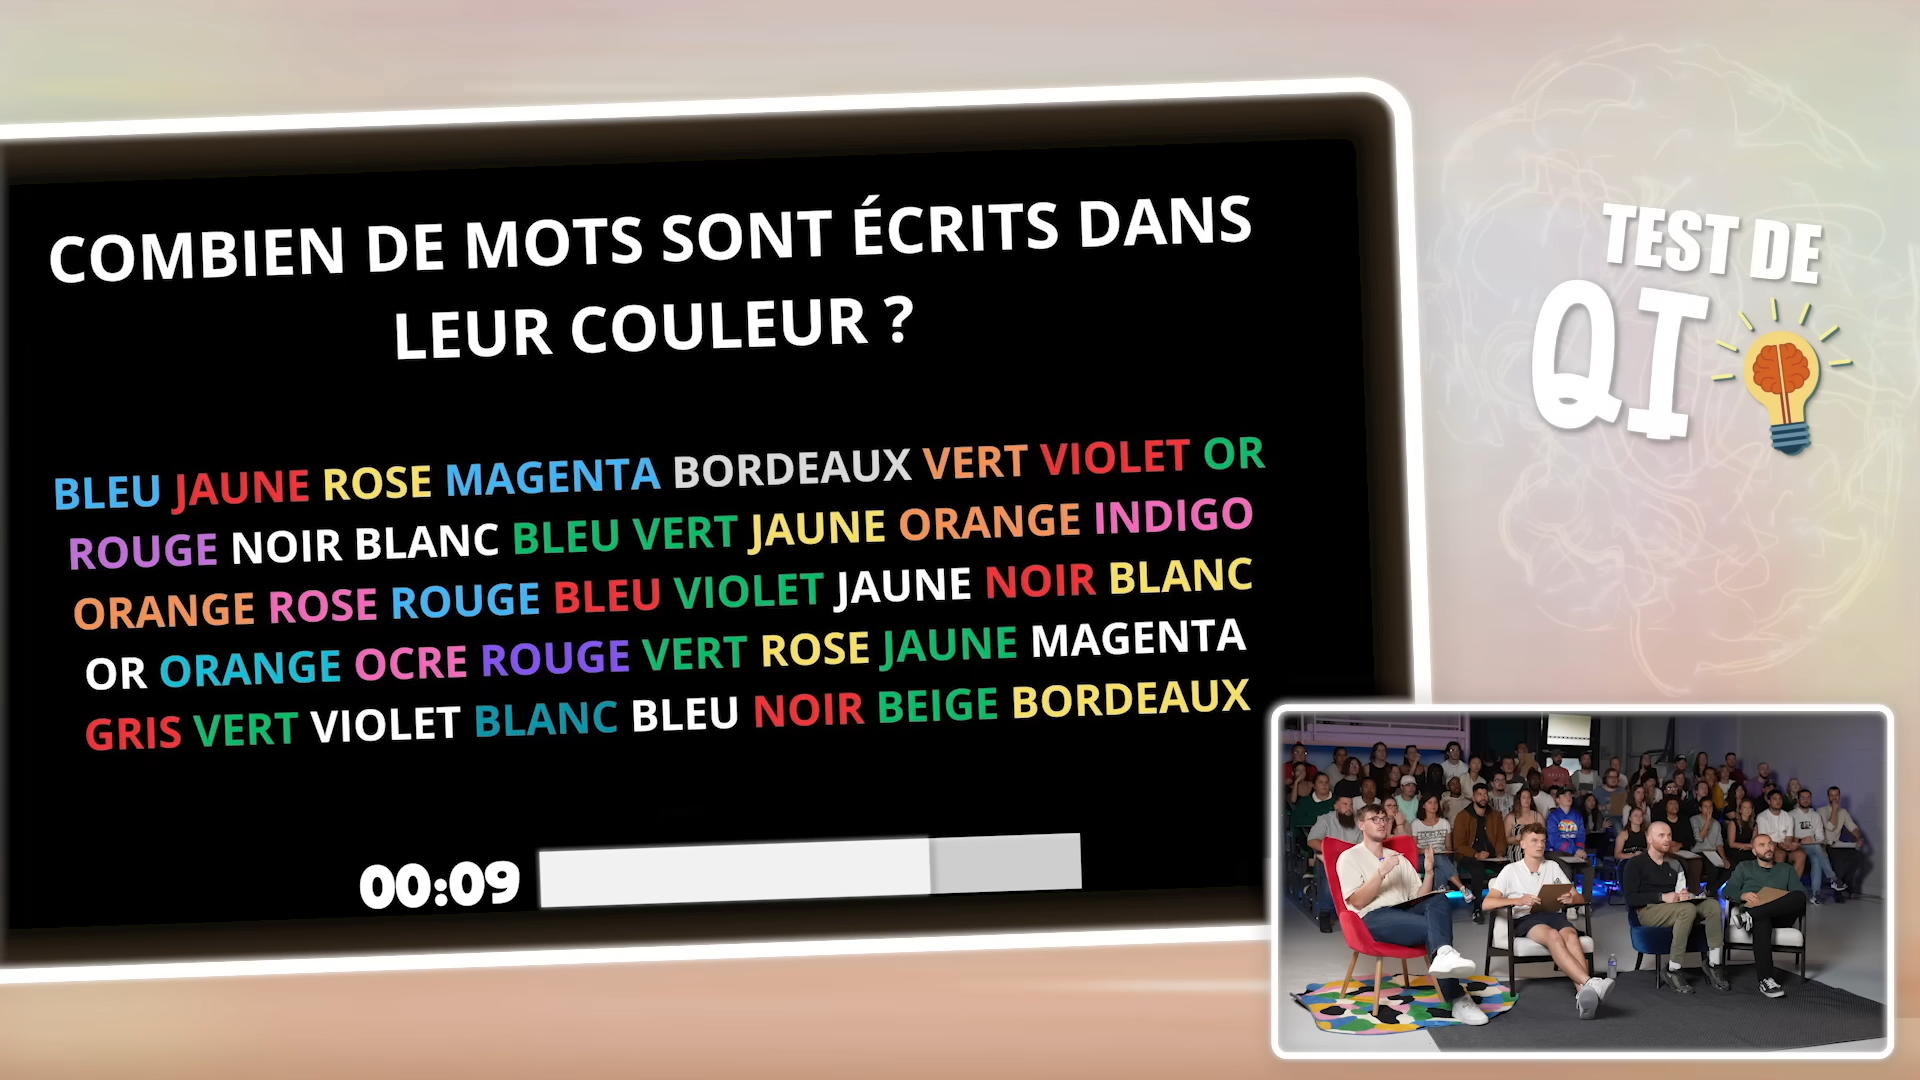 COMBIEN DE MOTS SONT ÉCRITS DANS
LEUR COULEUR ?
BLEU JAUNE ROSE MAGENTA BORDEAUX VERT VIOLET OR
ROUGE NOIR BLANC BLEU VERT JAUNE ORANGE INDIGO
ORANGE ROSE ROUGE BLEU VIOLET JAUNE NOIR BLANC
OR ORANGE OCRE ROUGE VERT ROSE JAUNE MAGENTA
GRIS VERT VIOLET BLANC BLEU NOIR BEIGE BORDEAUX
00:09
TEST DE
QI